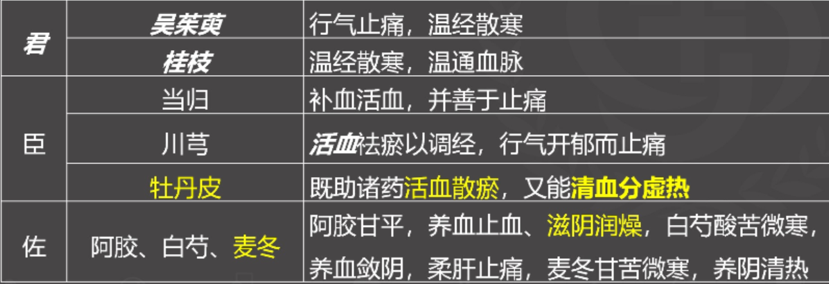 君 吴茱萸 行气止痛，温经散寒
桂枝 温经散寒，温通血脉
臣 当归 补血活血，并善于止痛
川芎 活血祛瘀以调经，行气开郁而止痛
牡丹皮 既助诸药活血散瘀，又能清血分虚热
佐 阿胶、白芍、麦冬 阿胶甘平，养血止血、滋阴润燥，白芍酸苦微寒，
养血敛阴，柔肝止痛，麦冬甘苦微寒，养阴清热